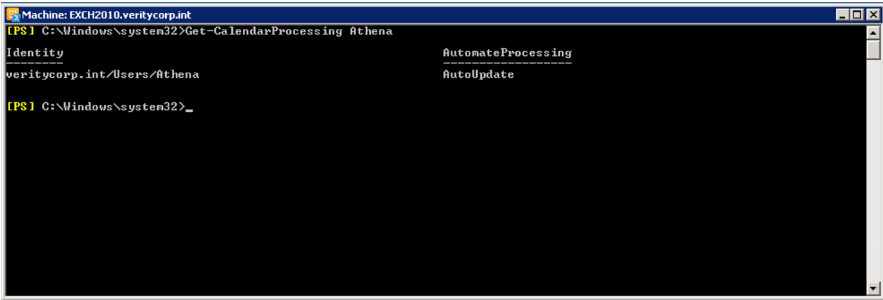 Machine: EXCH2010.veritycorp.int
[PS] C:\Windows\system32>Get-CalendarProcessing Athena
Identity AutomateProcessing
-------- ------------------
veritycorp.int/Users/Athena AutoUpdate
[PS] C:\Windows\system32>_